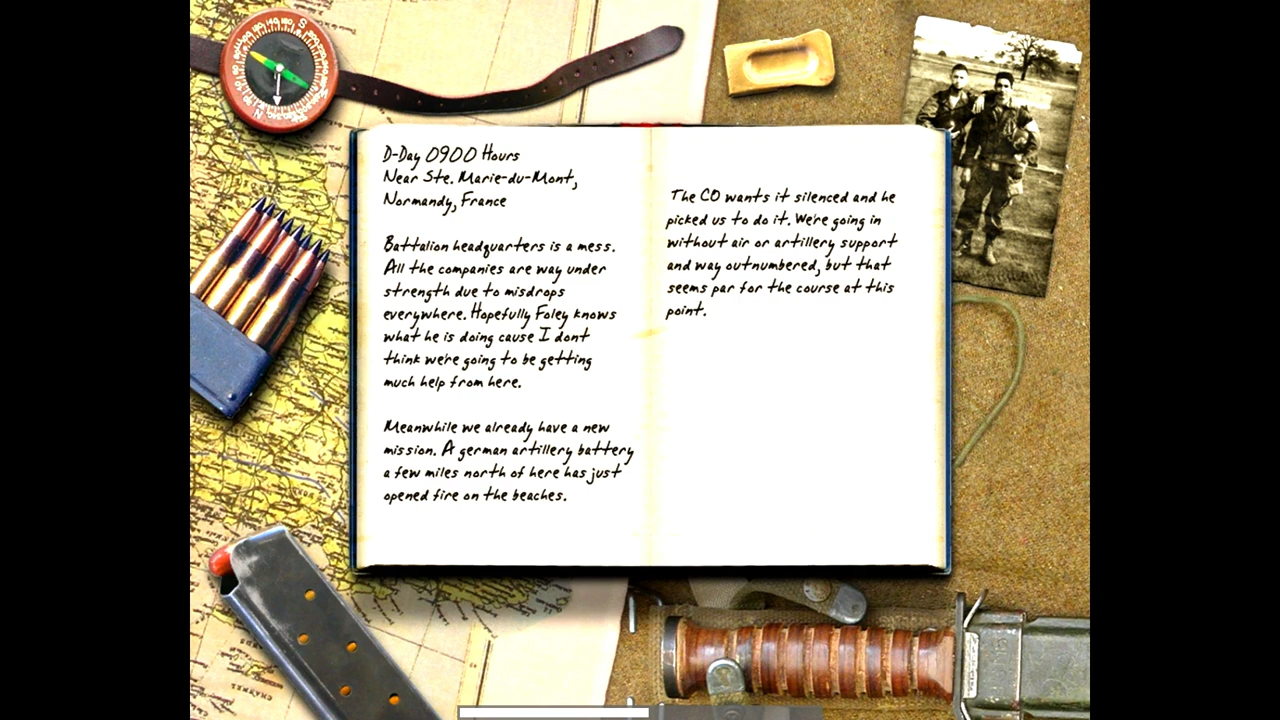 D-Day 0900 Hours
Near Ste. Marie-du-Mont,
Normandy, France
Battalion headquarters is a mess.
All the companies are way under
strength due to misdrops
everywhere. Hopefully Foley knows
what he is doing cause I dont
think we're going to be getting
much help from here.
Meanwhile we already have a new
mission. A german artillery battery
a few miles north of here has just
opened fire on the beaches.
The CO wants it silenced and he
picked us to do it. We're going in
without air or artillery support
and way outnumbered, but that
seems par for the course at this
point.